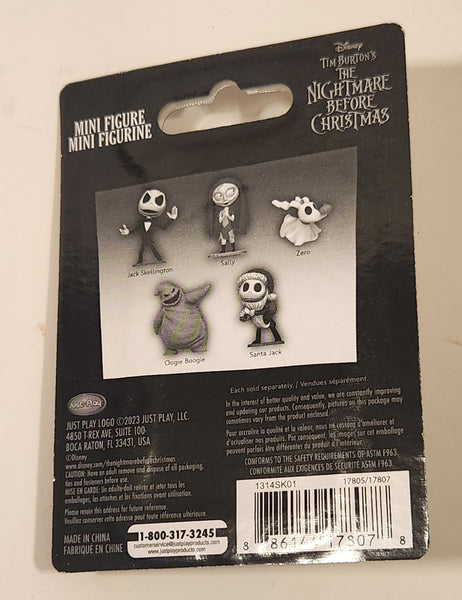 Disney
TIM BURTON'S
THE
NIGHTMARE
BEFORE
CHRISTMAS
MINI FIGURE
MINI FIGURINE
Jack Skellington
Sally
Zero
Oogie Boogie
Santa Jack
Each sold separately. / Vendues séparément.
In the interest of better quality and value, we are constantly improving
and updating our products. Consequently, pictures on this package may
sometimes vary from the product enclosed.
Pour accroître la qualité et la valeur, nous ne cessons d'améliorer et
d'actualiser nos produits. Par conséquent, les images sur l'emballage
peuvent parfois être différentes du produit inclus.
CONFORMS TO THE SAFETY REQUIREMENTS OF ASTM F963.
CONFORME AUX EXIGENCES DE SÉCURITÉ ASTM F963.
Just Play
JUST PLAY LOGO ©2023 JUST PLAY, LLC.
4850 T-REX AVE, SUITE 100
BOCA RATON, FL 33431, USA
©Disney
www.disney.com/thenightmarebeforechristmas
CAUTION: Have an adult remove and dispose of all packaging,
ties and fasteners, before use.
MISE EN GARDE: Un adulte doit retirer et jeter tous les
emballages, les attaches et les fixations avant utilisation.
Please retain this address for future reference.
Veuillez conserver cette adresse pour toute référence ultérieure.
MADE IN CHINA
FABRIQUÉ EN CHINE
1-800-317-3245
customerservice@justplayproducts.com
www.justplayproducts.com
1314SK01
17805/17807
8
7807
8